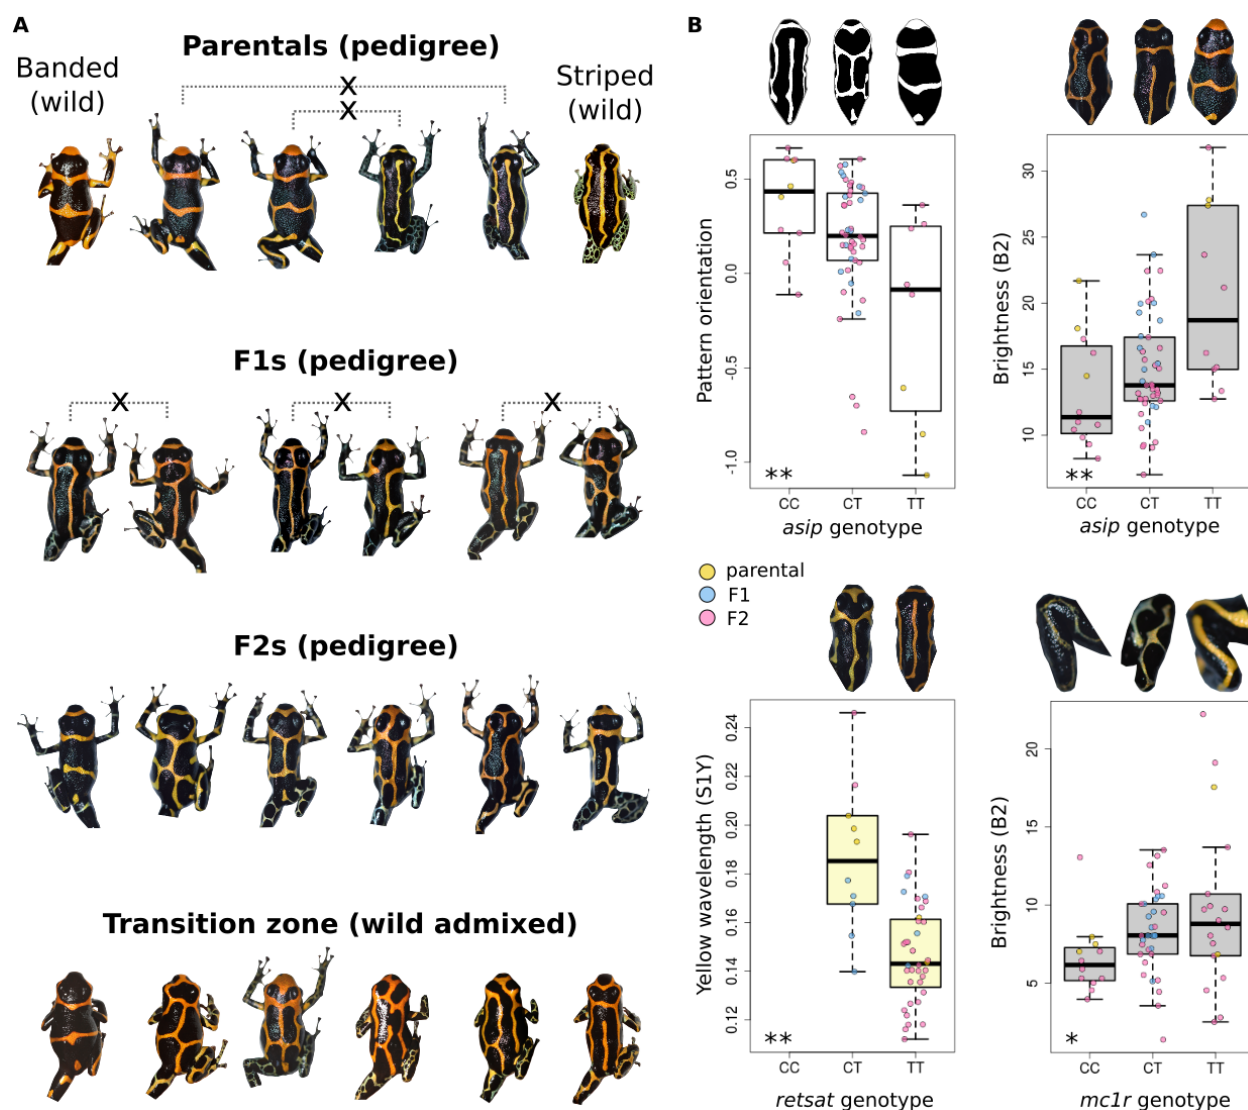 A
Parentals (pedigree)
Banded
(wild)
Striped
(wild)
X
X
F1s (pedigree)
X
X
X
F2s (pedigree)
Transition zone (wild admixed)
B
Pattern orientation
0.5
0.0
-0.5
-1.0
**
CC
CT
TT
asip genotype
Brightness (B2)
30
25
20
15
10
**
CC
CT
TT
asip genotype
parental
F1
F2
Yellow wavelength (S1Y)
0.24
0.22
0.20
0.18
0.16
0.14
0.12
**
CC
CT
TT
retsat genotype
Brightness (B2)
20
15
10
5
*
CC
CT
TT
mc1r genotype